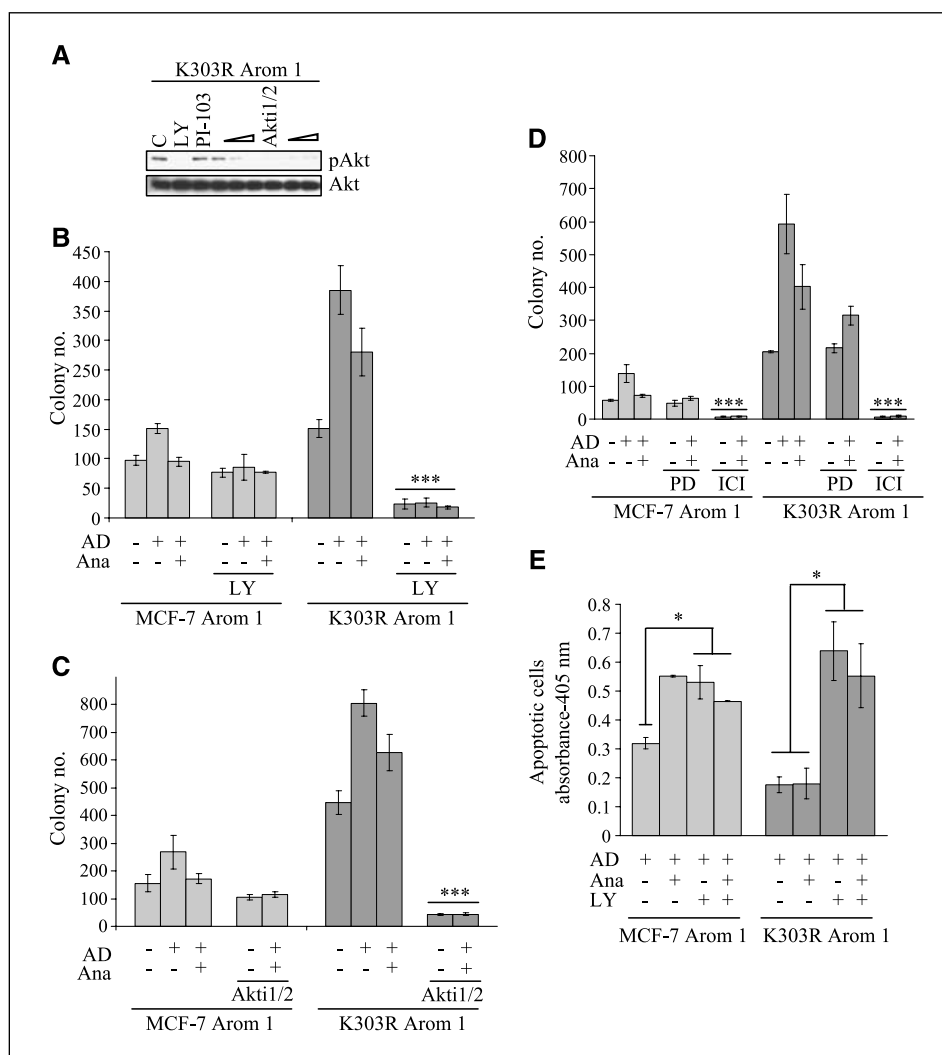 A
K303R Arom 1
C
LY
PI-103
Akti1/2
pAkt
Akt
B
Colony no.
450
400
350
300
250
200
150
100
50
0
***
AD - + + - + + - + + - + +
Ana - - + - - + - - + - - +
LY LY
MCF-7 Arom 1 K303R Arom 1
C
Colony no.
800
700
600
500
400
300
200
100
0
***
AD - + + - + - + + - +
Ana - - + - + - - + - +
Akti1/2 Akti1/2
MCF-7 Arom 1 K303R Arom 1
D
Colony no.
800
700
600
500
400
300
200
100
0
*** ***
AD - + + - + - + - + + - + - +
Ana - - + - + - + - - + - + - +
PD ICI PD ICI
MCF-7 Arom 1 K303R Arom 1
E
Apoptotic cells
absorbance-405 nm
0.8
0.7
0.6
0.5
0.4
0.3
0.2
0.1
0
* *
AD + + + + + + + +
Ana - + - + - + - +
LY - - + + - - + +
MCF-7 Arom 1 K303R Arom 1